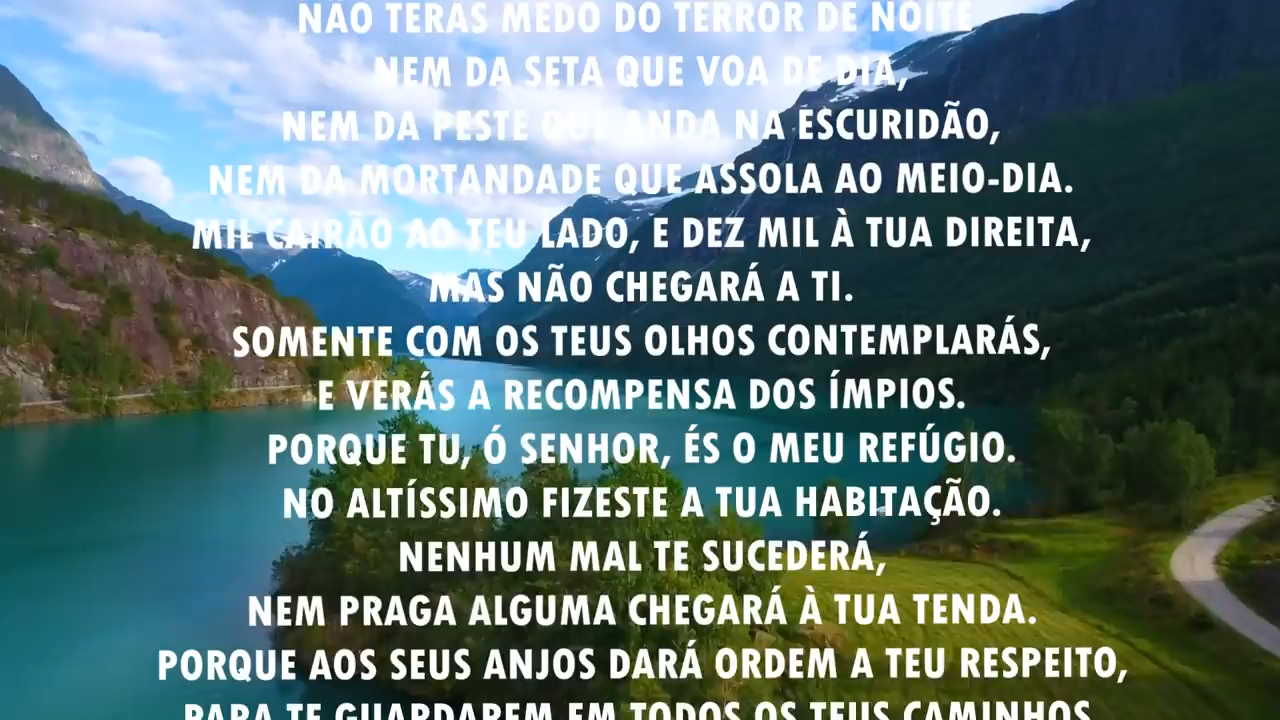 NÃO TERÁS MEDO DO TERROR DE NOITE
NEM DA SETA QUE VOA DE DIA,
NEM DA PESTE QUE ANDA NA ESCURIDÃO,
NEM DA MORTANDADE QUE ASSOLA AO MEIO-DIA.
MIL CAIRÃO AO TEU LADO, E DEZ MIL À TUA DIREITA,
MAS NÃO CHEGARÁ A TI.
SOMENTE COM OS TEUS OLHOS CONTEMPLARÁS,
E VERÁS A RECOMPENSA DOS ÍMPIOS.
PORQUE TU, Ó SENHOR, ÉS O MEU REFÚGIO.
NO ALTÍSSIMO FIZESTE A TUA HABITAÇÃO.
NENHUM MAL TE SUCEDERÁ,
NEM PRAGA ALGUMA CHEGARÁ À TUA TENDA.
PORQUE AOS SEUS ANJOS DARÁ ORDEM A TEU RESPEITO,
PARA TE GUARDAREM EM TODOS OS TEUS CAMINHOS